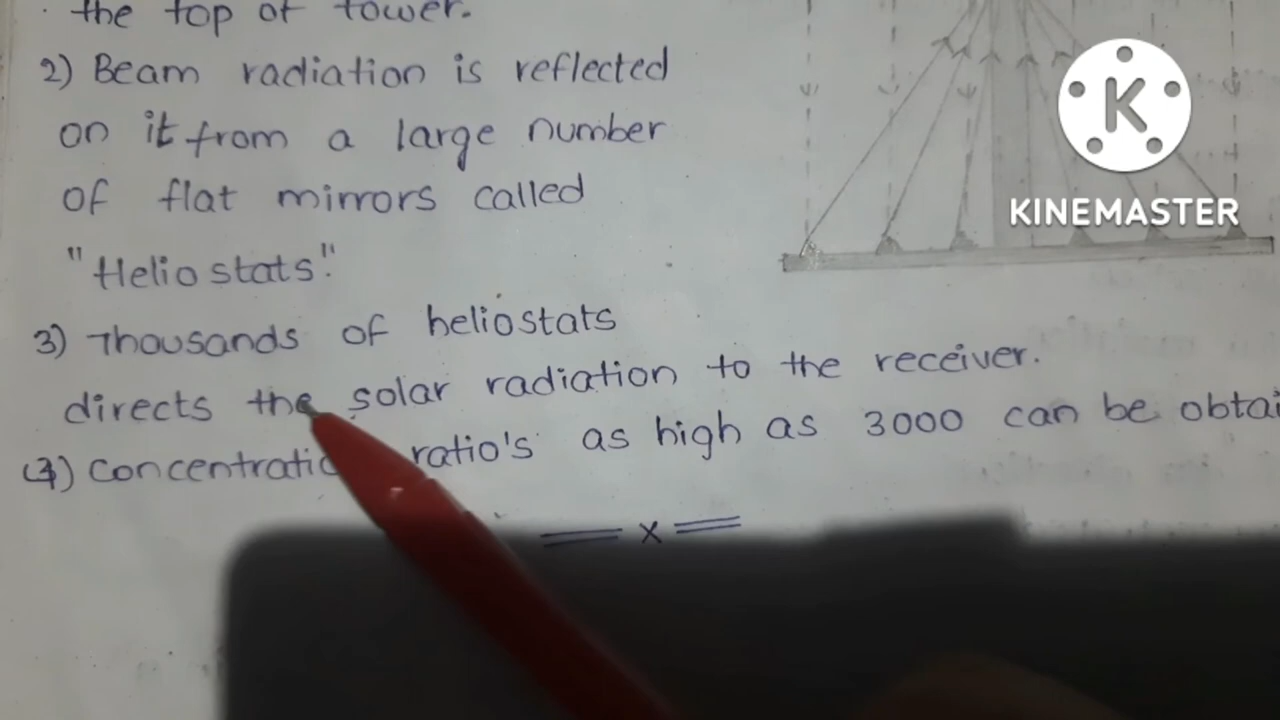 the top of tower.
2) Beam radiation is reflected
on it from a large number
of flat mirrors called
"Heliostats".
3) Thousands of heliostats
directs the solar radiation to the receiver.
(4) Concentratio ratio's as high as 3000 can be obtai
x
K
KINEMASTER